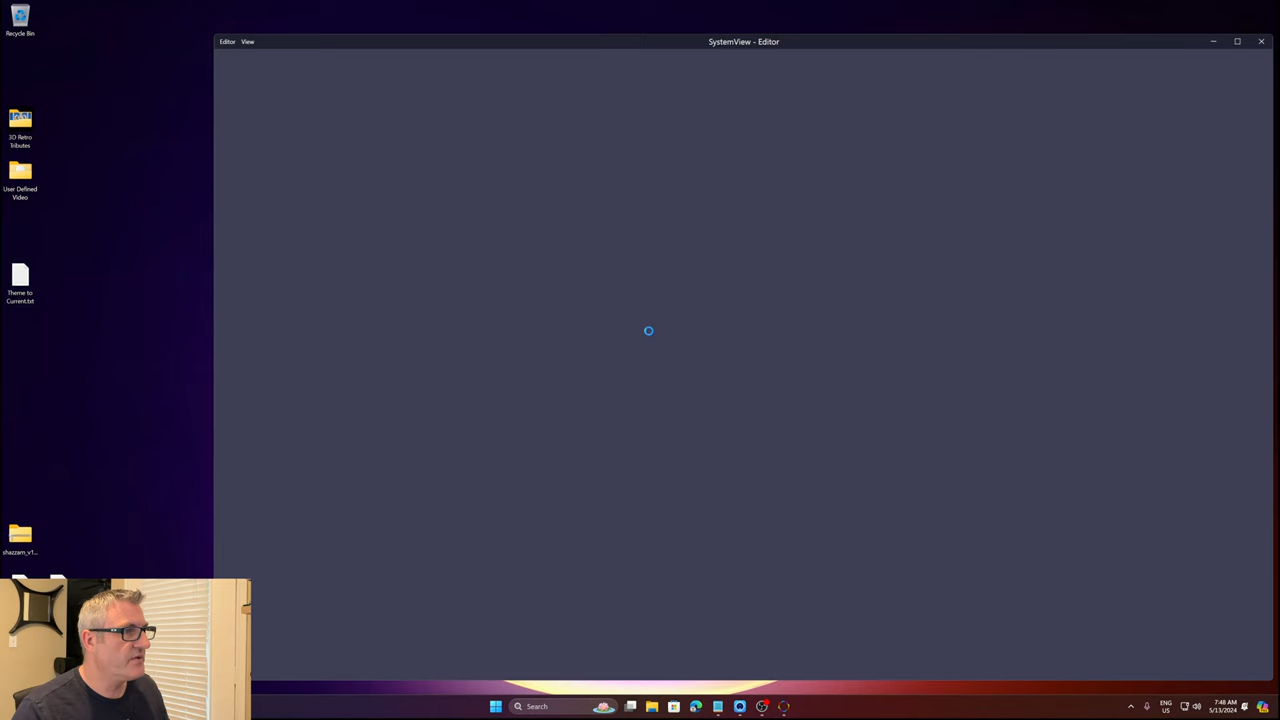 Recycle Bin
Editor View
SystemView - Editor
3D Retro
Tributes
User Defined
Video
Theme to
Current.txt
shazzam_v1...
Search
ENG
US
7:48 AM
5/13/2024